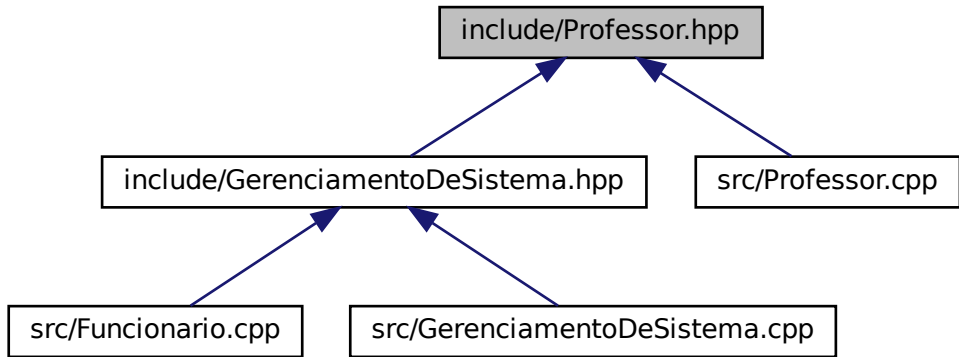 include/Professor.hpp
include/GerenciamentoDeSistema.hpp
src/Professor.cpp
src/Funcionario.cpp
src/GerenciamentoDeSistema.cpp